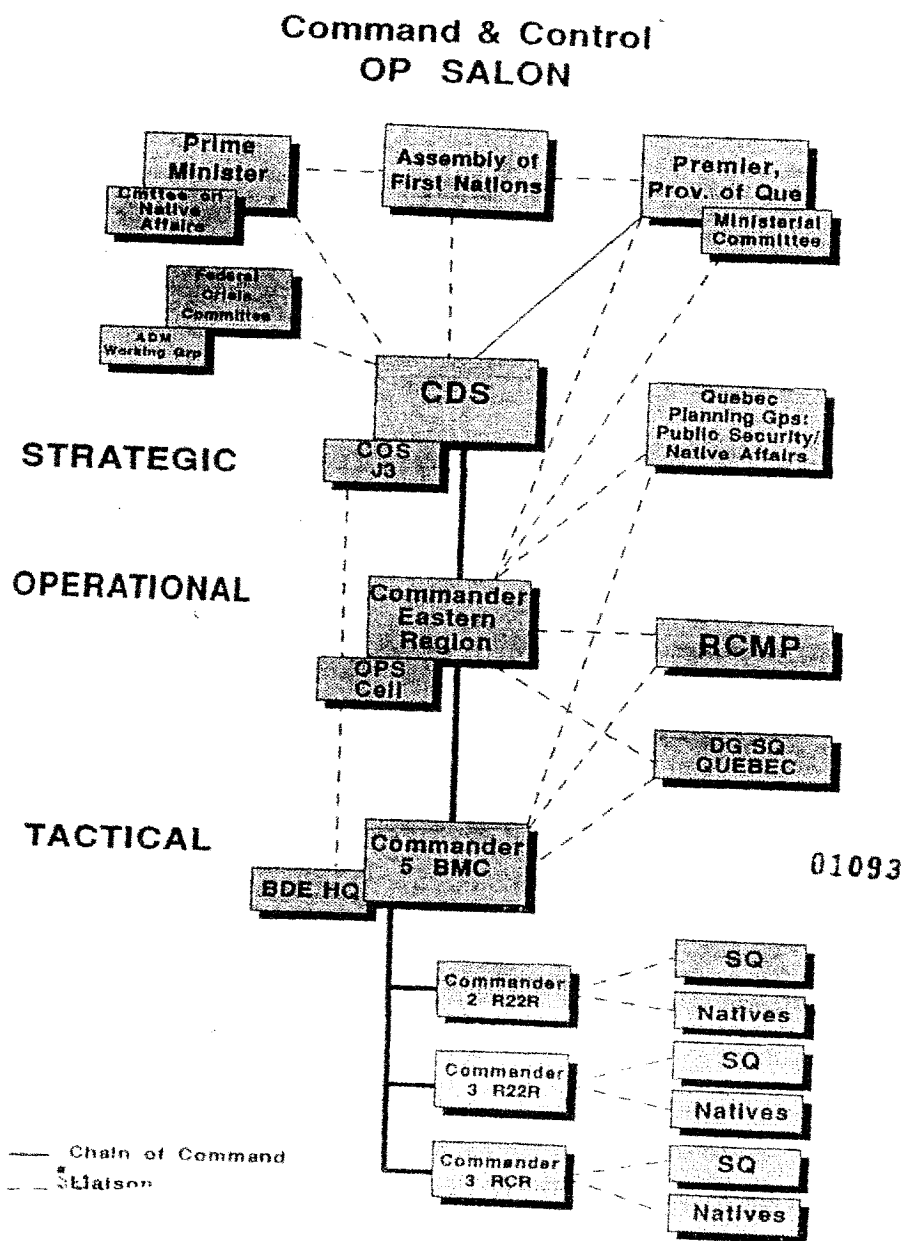 Command & Control
OP SALON
Prime
Minister
Cmittee on
Native
Affairs
Assembly of
First Nations
Premier,
Prov. of Que
Ministerial
Committee
Federal
Crisis
Committee
ADM
Working Grp
CDS
COS
J3
Quebec
Planning Gps:
Public Security/
Native Affairs
STRATEGIC
OPERATIONAL
Commander
Eastern
Region
OPS
Cell
RCMP
DG SQ
QUEBEC
TACTICAL
Commander
5 BMC
BDE HQ
01093
Commander
2 R22R
SQ
Natives
Commander
3 R22R
SQ
Natives
Commander
3 RCR
SQ
Natives
Chain of Command
Liaison